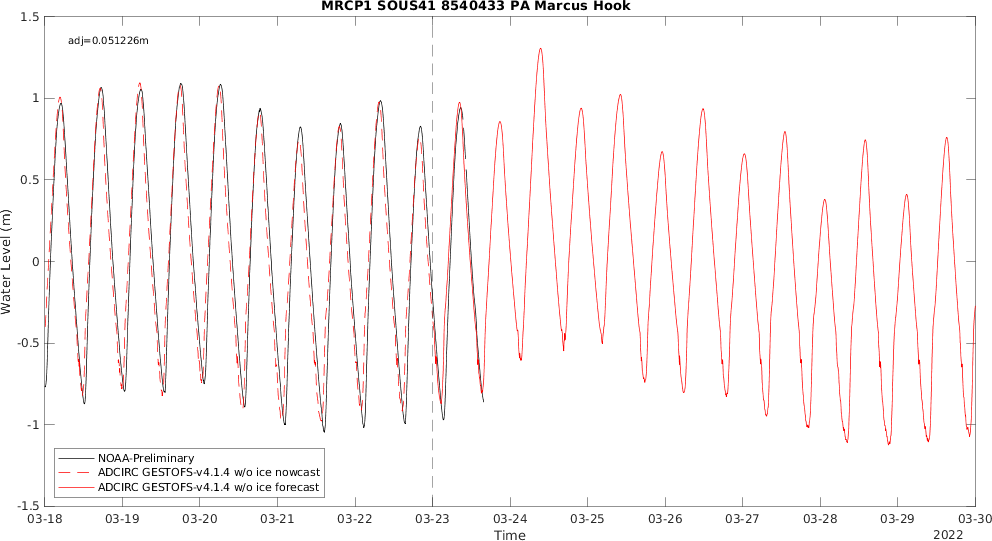 MRCP1 SOUS41 8540433 PA Marcus Hook
adj=0.051226m
1.5
1
0.5
0
-0.5
-1
-1.5
Water Level (m)
NOAA-Preliminary
ADCIRC GESTOFS-v4.1.4 w/o ice nowcast
ADCIRC GESTOFS-v4.1.4 w/o ice forecast
03-18 03-19 03-20 03-21 03-22 03-23 03-24 03-25 03-26 03-27 03-28 03-29 03-30
Time
2022